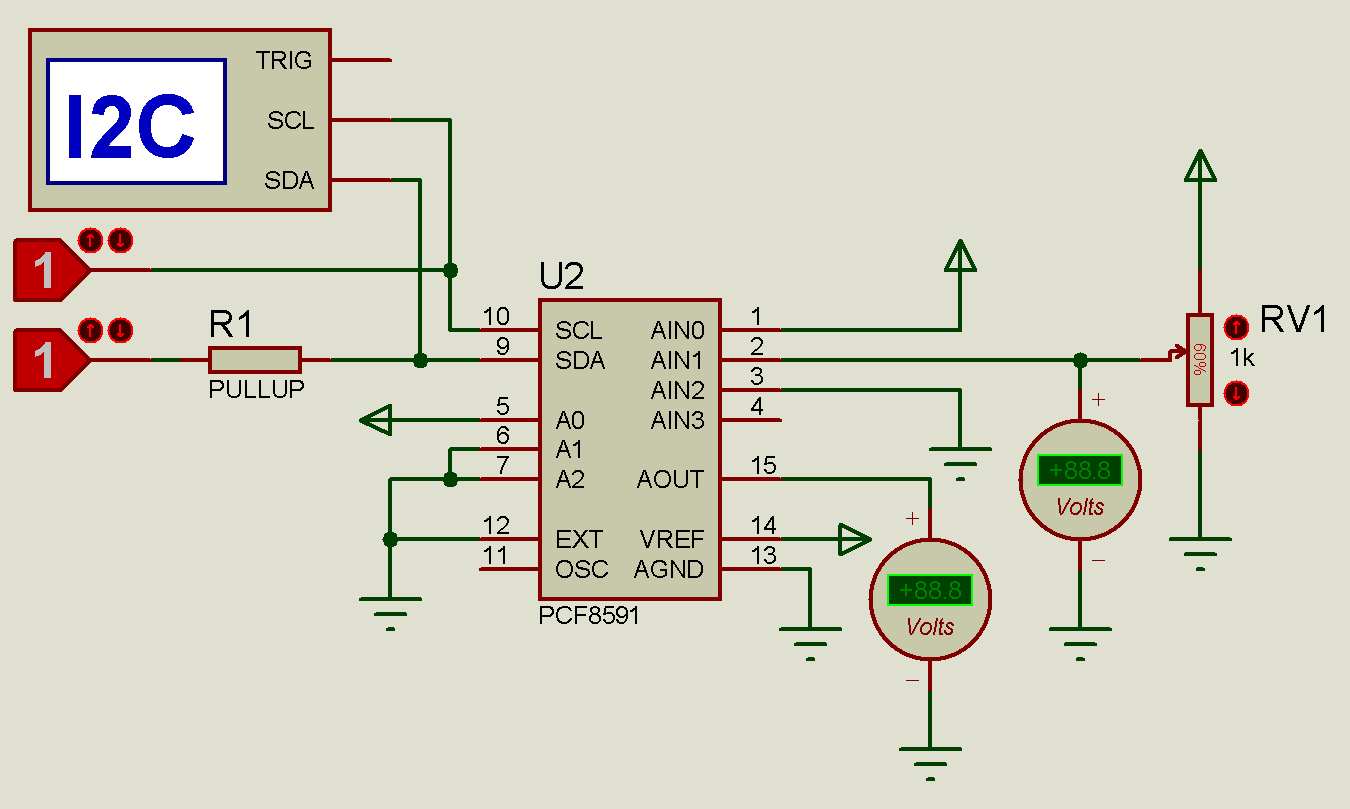 TRIG
I2C
SCL
SDA
1
1
R1
PULLUP
U2
10 SCL AIN0 1
9 SDA AIN1 2
AIN2 3
5 A0 AIN3 4
6 A1
7 A2 AOUT 15
12 EXT VREF 14
11 OSC AGND 13
PCF8591
+
+88.8
Volts
−
+
+88.8
Volts
−
RV1
1k
60%